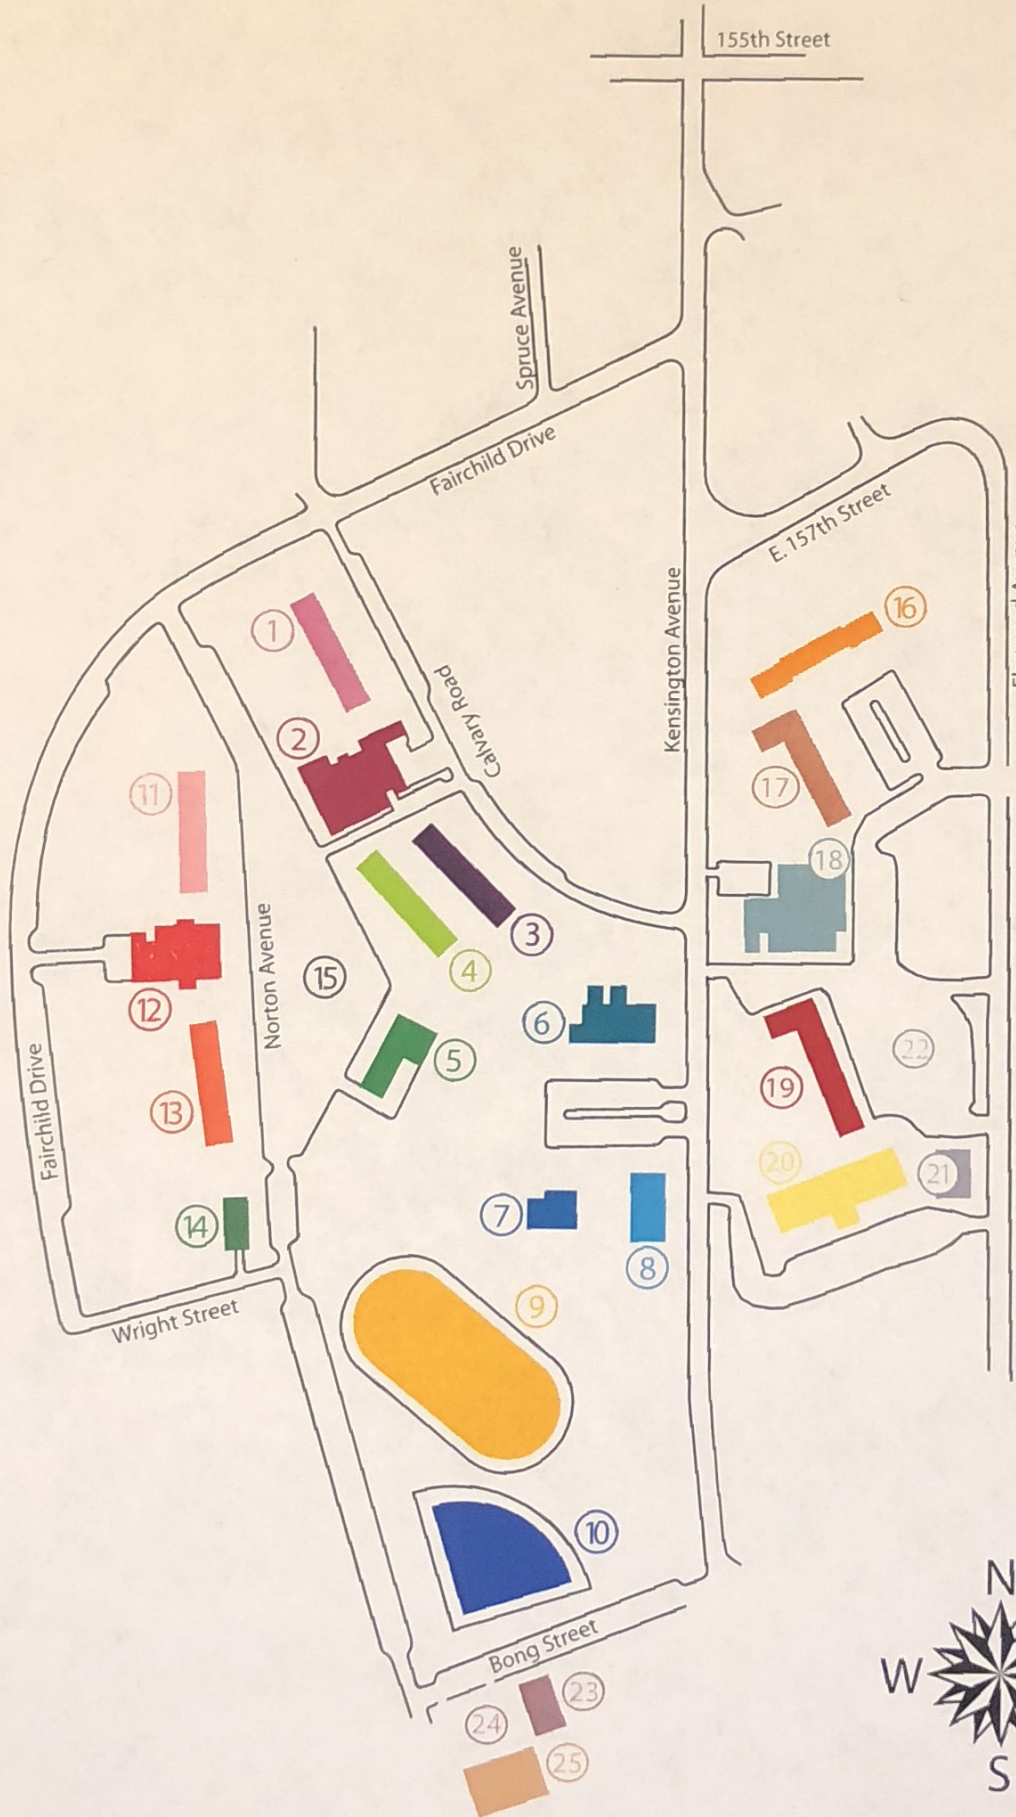 155th Street
Spruce Avenue
Fairchild Drive
E. 157th Street
16
1
Kensington Avenue
Calvary Road
2
11
17
18
3
Norton Avenue
4
15
12
6
5
22
Fairchild Drive
13
19
20
21
14
7
8
9
Wright Street
10
N
Bong Street
W
23
24
25
S